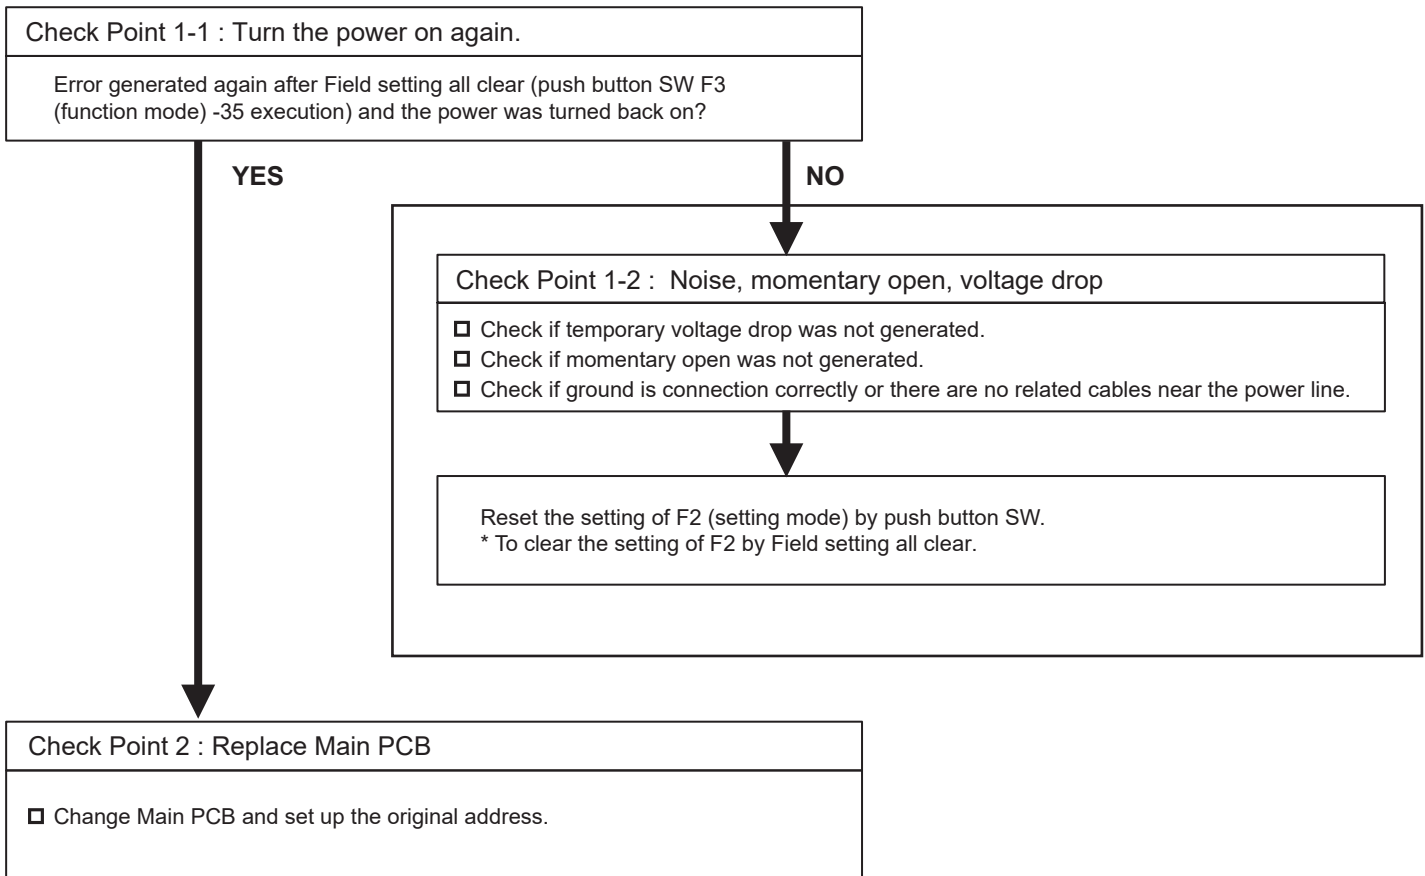 Check Point 1-1 : Turn the power on again.
Error generated again after Field setting all clear (push button SW F3
(function mode) -35 execution) and the power was turned back on?
YES
NO
Check Point 1-2 :  Noise, momentary open, voltage drop
Check if temporary voltage drop was not generated.
Check if momentary open was not generated.
Check if ground is connection correctly or there are no related cables near the power line.
Reset the setting of F2 (setting mode) by push button SW.
* To clear the setting of F2 by Field setting all clear.
Check Point 2 : Replace Main PCB
Change Main PCB and set up the original address.